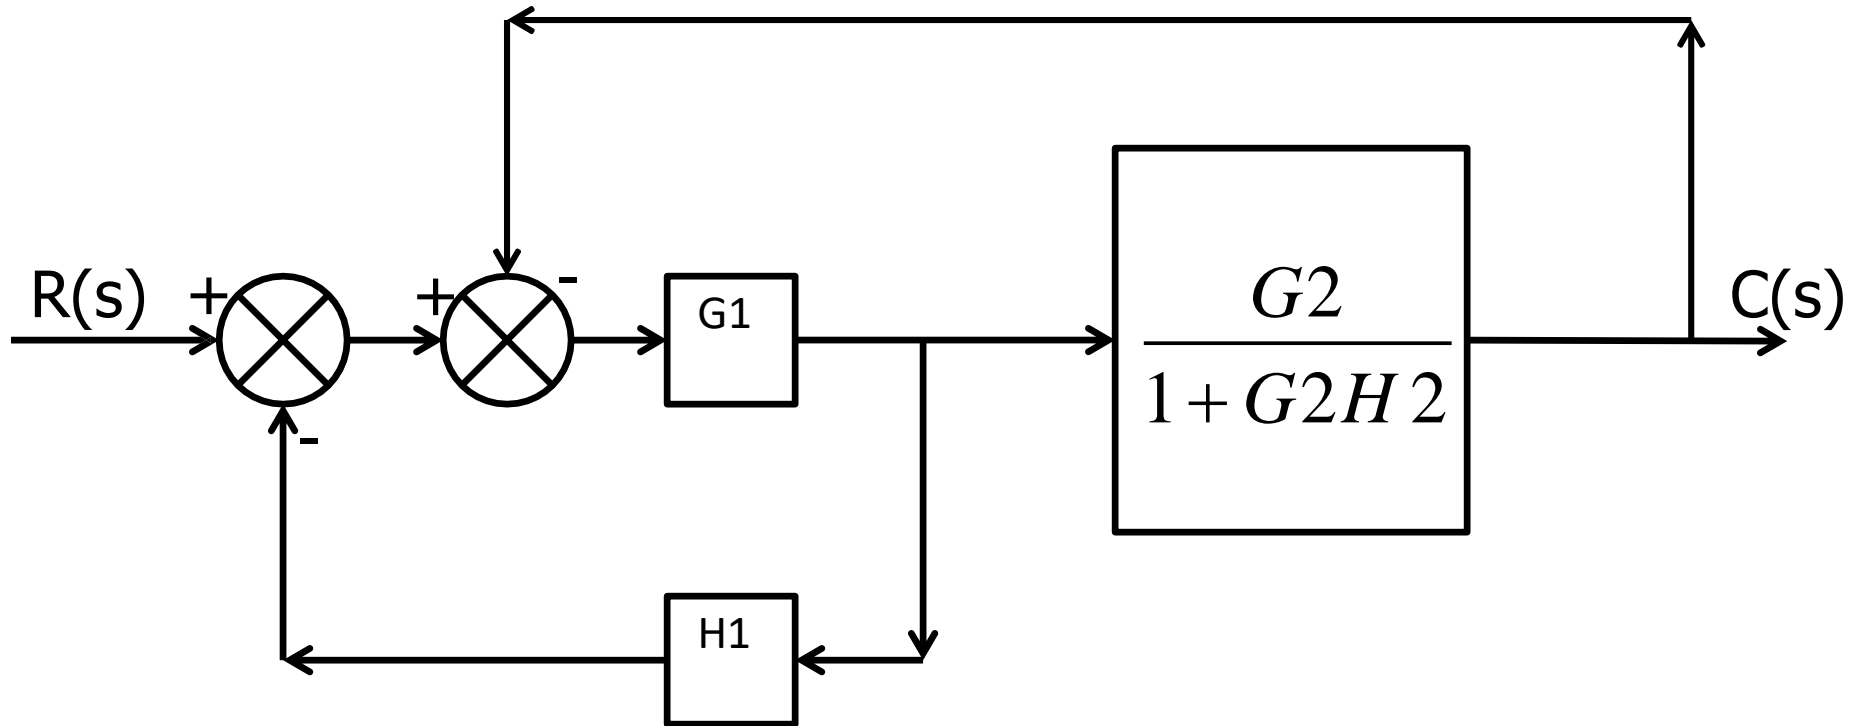 R(s)
+
+
-
G1
G2
1 + G2H2
C(s)
-
H1